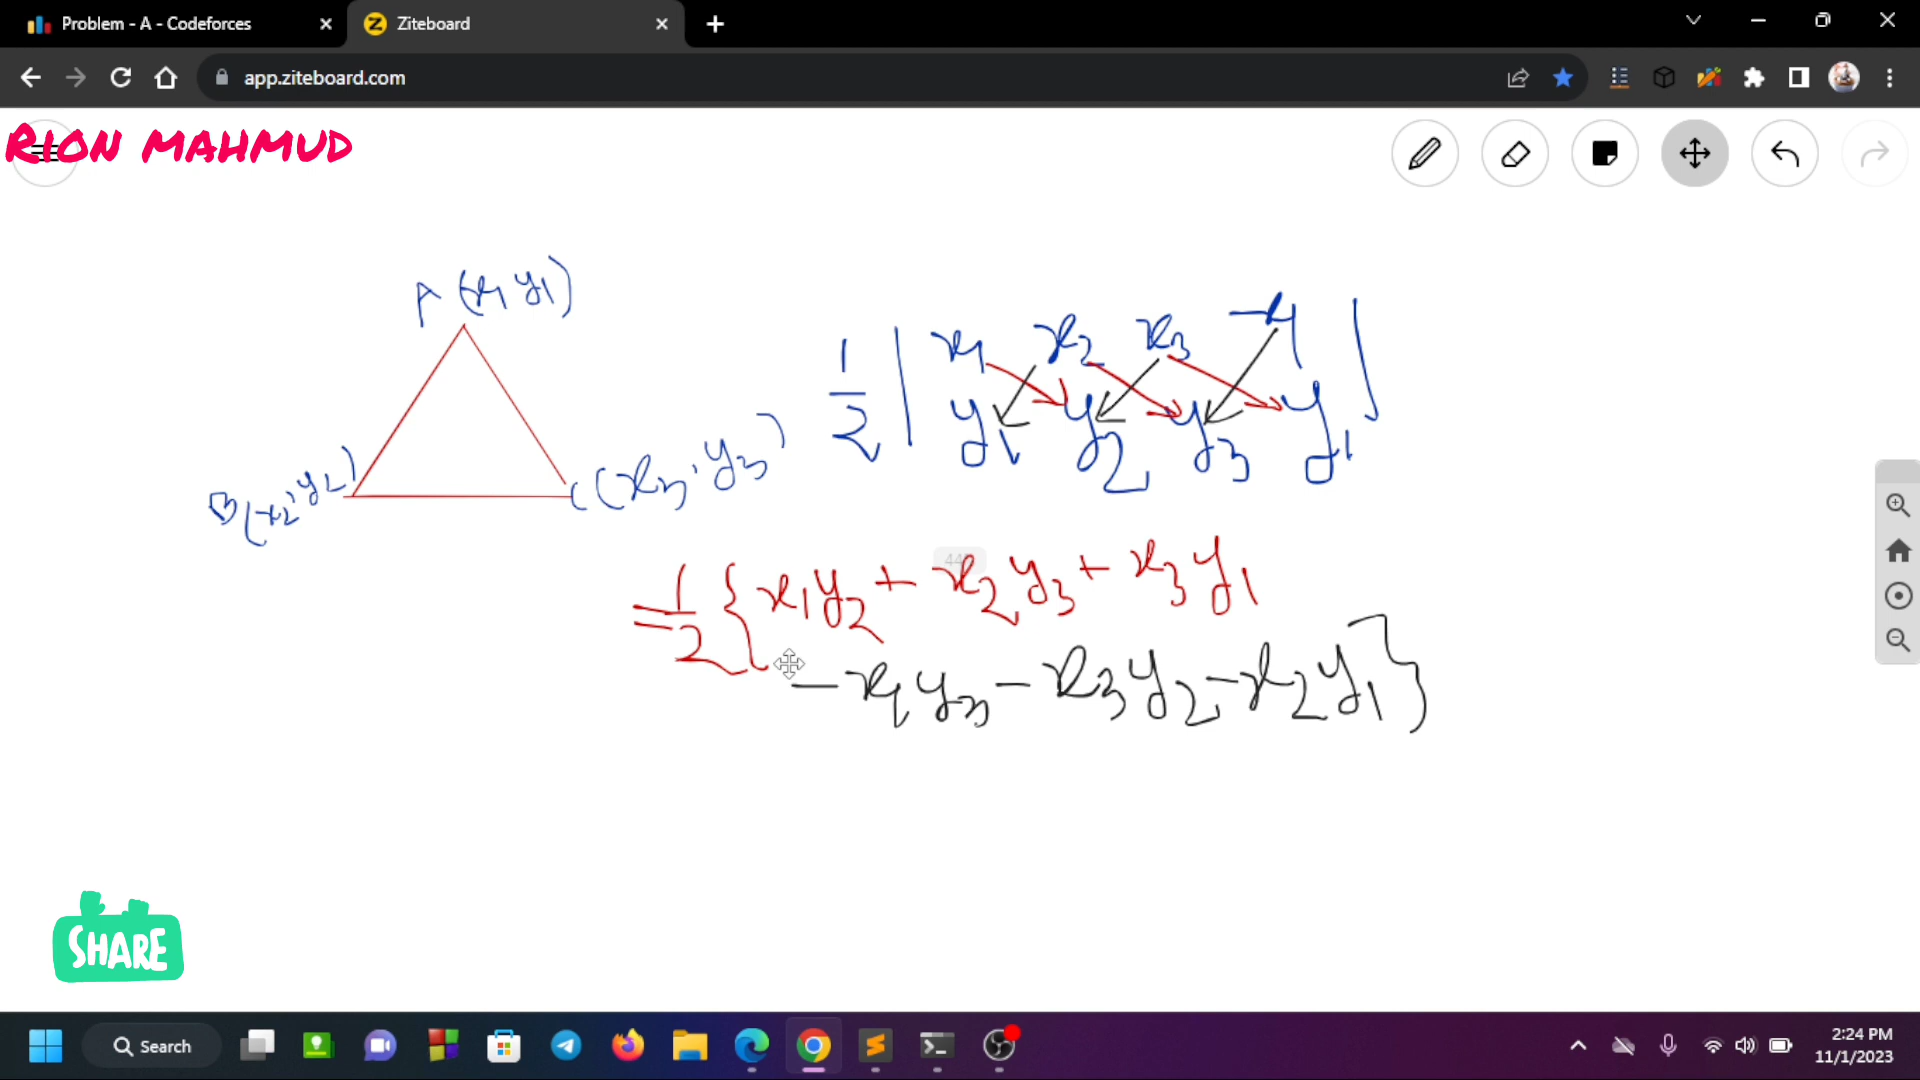 Problem - A - Codeforces
Ziteboard
app.ziteboard.com
RION MAHMUD
A (x1 y1)
B(x2, y2)
C(x3, y3)
1/2 | x1 x2 x3 x1 |
y1 y2 y3 y1
44
= 1/2 { x1y2 + x2y3 + x3y1
- x1y3 - x3y2 - x2y1 }
SHARE
Search
2:24 PM
11/1/2023